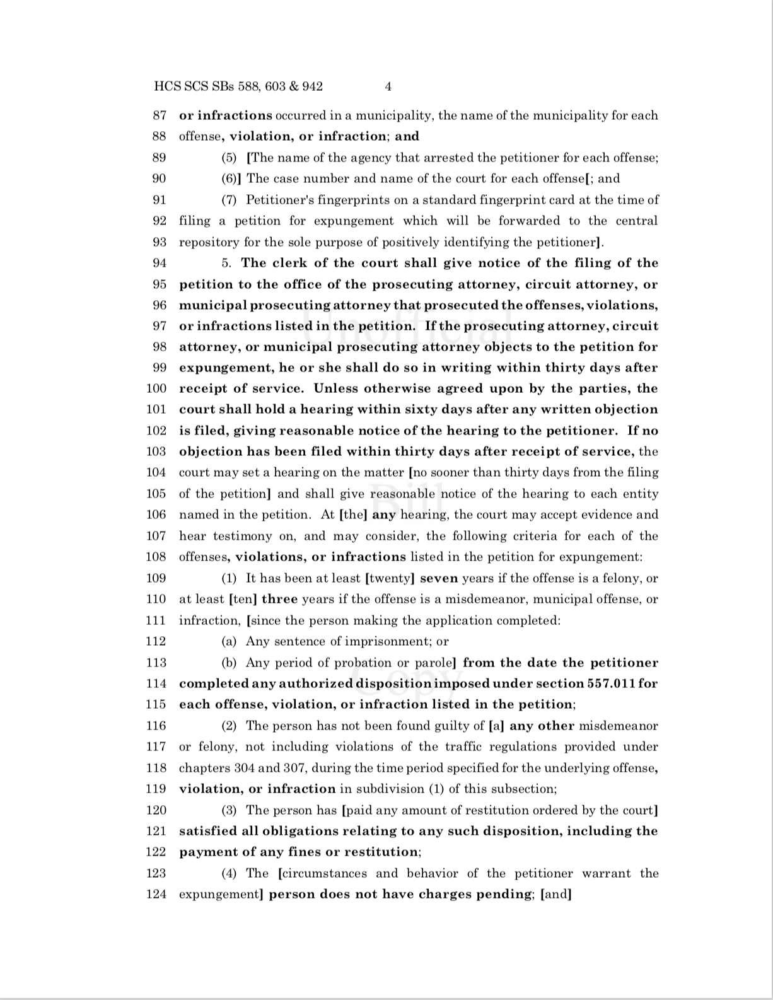 HCS SCS SBs 588, 603 & 942 4
87 or infractions occurred in a municipality, the name of the municipality for each
88 offense, violation, or infraction; and
89 (5) [The name of the agency that arrested the petitioner for each offense;
90 (6)] The case number and name of the court for each offense[; and
91 (7) Petitioner's fingerprints on a standard fingerprint card at the time of
92 filing a petition for expungement which will be forwarded to the central
93 repository for the sole purpose of positively identifying the petitioner].
94 5. The clerk of the court shall give notice of the filing of the
95 petition to the office of the prosecuting attorney, circuit attorney, or
96 municipal prosecuting attorney that prosecuted the offenses, violations,
97 or infractions listed in the petition. If the prosecuting attorney, circuit
98 attorney, or municipal prosecuting attorney objects to the petition for
99 expungement, he or she shall do so in writing within thirty days after
100 receipt of service. Unless otherwise agreed upon by the parties, the
101 court shall hold a hearing within sixty days after any written objection
102 is filed, giving reasonable notice of the hearing to the petitioner. If no
103 objection has been filed within thirty days after receipt of service, the
104 court may set a hearing on the matter [no sooner than thirty days from the filing
105 of the petition] and shall give reasonable notice of the hearing to each entity
106 named in the petition. At [the] any hearing, the court may accept evidence and
107 hear testimony on, and may consider, the following criteria for each of the
108 offenses, violations, or infractions listed in the petition for expungement:
109 (1) It has been at least [twenty] seven years if the offense is a felony, or
110 at least [ten] three years if the offense is a misdemeanor, municipal offense, or
111 infraction, [since the person making the application completed:
112 (a) Any sentence of imprisonment; or
113 (b) Any period of probation or parole] from the date the petitioner
114 completed any authorized disposition imposed under section 557.011 for
115 each offense, violation, or infraction listed in the petition;
116 (2) The person has not been found guilty of [a] any other misdemeanor
117 or felony, not including violations of the traffic regulations provided under
118 chapters 304 and 307, during the time period specified for the underlying offense,
119 violation, or infraction in subdivision (1) of this subsection;
120 (3) The person has [paid any amount of restitution ordered by the court]
121 satisfied all obligations relating to any such disposition, including the
122 payment of any fines or restitution;
123 (4) The [circumstances and behavior of the petitioner warrant the
124 expungement] person does not have charges pending; [and]
Unofficial
Bill
Copy